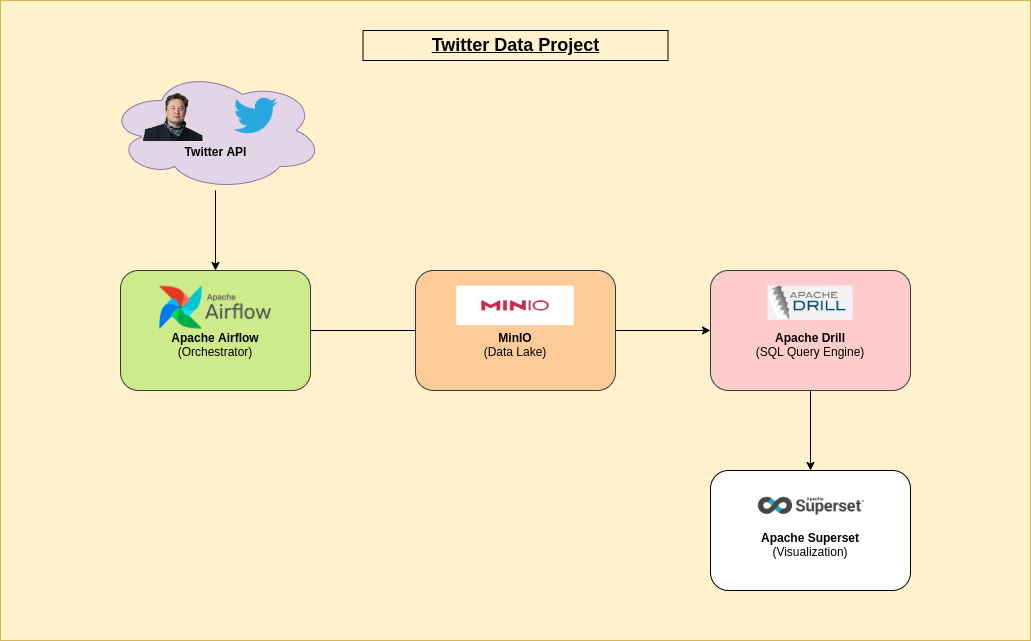 Twitter Data Project
Twitter API
Apache
Airflow
Apache Airflow
(Orchestrator)
MINIO
MinIO
(Data Lake)
APACHE
DRILL
Apache Drill
(SQL Query Engine)
Apache
Superset™
Apache Superset
(Visualization)